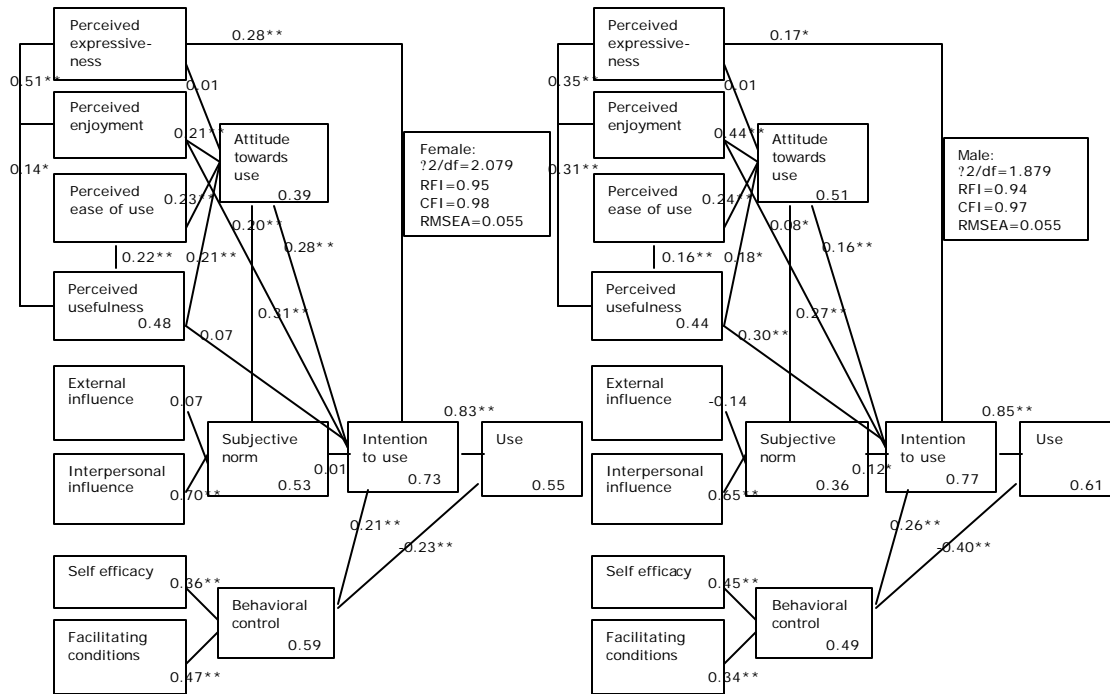 Perceived
expressive-
ness
0.28**
0.51**
0.01
Perceived
enjoyment
0.21**
Attitude
towards
use
0.39
0.14*
Perceived
ease of use
0.23**
0.20**
0.28**
0.22**
0.21**
Perceived
usefulness
0.48
0.31**
0.07
Female:
?2/df=2.079
RFI=0.95
CFI=0.98
RMSEA=0.055
External
influence
0.07
Interpersonal
influence
0.70**
Subjective
norm
0.53
0.01
Intention
to use
0.73
0.83**
Use
0.55
0.21**
-0.23**
Self efficacy
0.36**
Facilitating
conditions
0.47**
Behavioral
control
0.59
Perceived
expressive-
ness
0.17*
0.35**
0.01
Perceived
enjoyment
0.44**
Attitude
towards
use
0.51
0.31**
Perceived
ease of use
0.24**
0.08*
0.16**
0.16**
0.18*
Perceived
usefulness
0.44
0.27**
0.30**
Male:
?2/df=1.879
RFI=0.94
CFI=0.97
RMSEA=0.055
External
influence
-0.14
Interpersonal
influence
0.65**
Subjective
norm
0.36
0.12*
Intention
to use
0.77
0.85**
Use
0.61
0.26**
-0.40**
Self efficacy
0.45**
Facilitating
conditions
0.34**
Behavioral
control
0.49